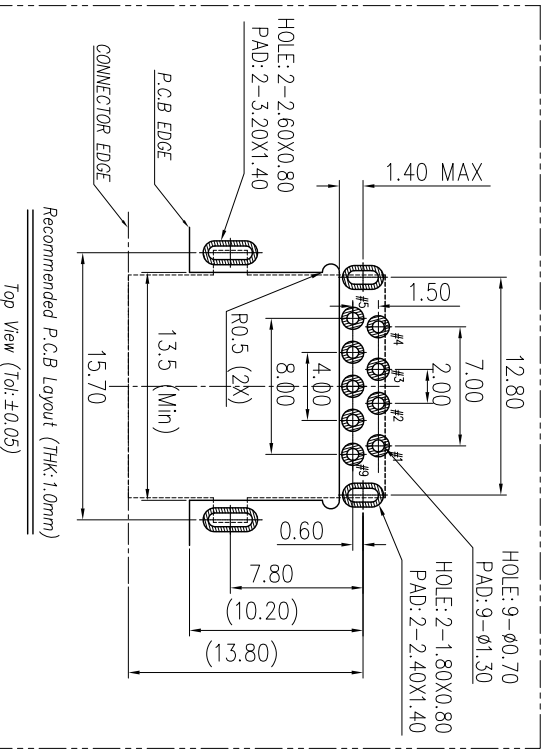 HOLE: 2-2.60X0.80
PAD: 2-3.20X1.40
P.C.B EDGE
CONNECTOR EDGE
1.40 MAX
1.50
12.80
7.00
2.00
#4
#3
#2
#1
#5
#9
HOLE: 9-Ø0.70
PAD: 9-Ø1.30
HOLE: 2-1.80X0.80
PAD: 2-2.40X1.40
R0.5 (2X)
4.00
8.00
13.5 (Min)
15.70
0.60
7.80
(10.20)
(13.80)
Recommended P.C.B Layout (THK:1.0mm)
Top View (Tol:±0.05)